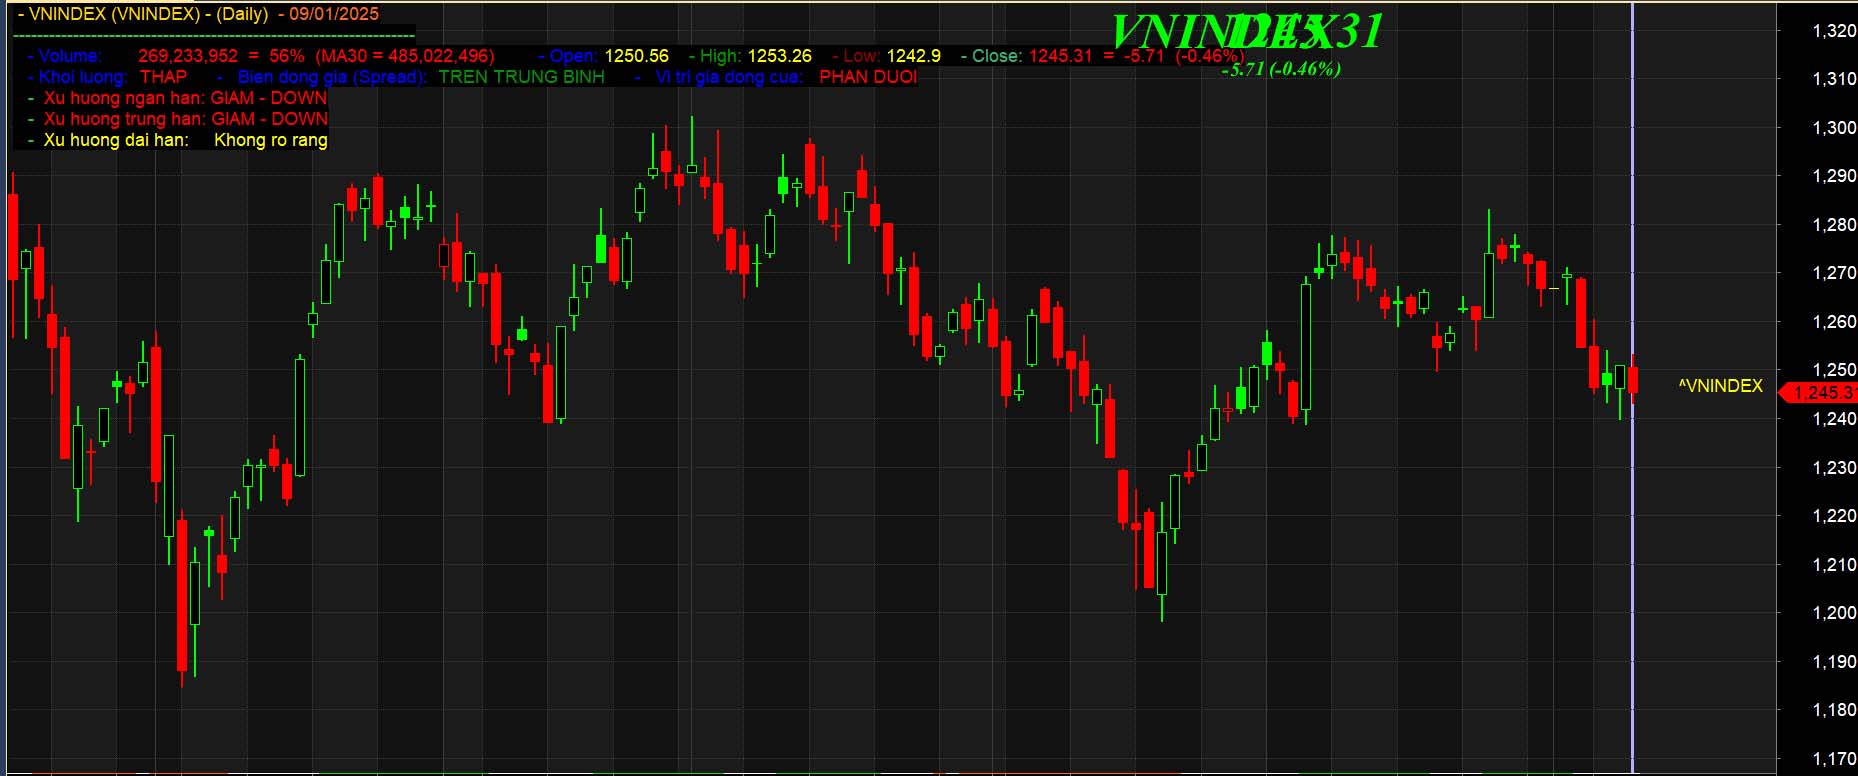 - VNINDEX (VNINDEX) - (Daily) - 09/01/2025
VNINDEX 1245.31
- Volume: 269,233,952 = 56% (MA30 = 485,022,496) - Open: 1250.56 - High: 1253.26 - Low: 1242.9 - Close: 1245.31 = -5.71 (-0.46%)
-5.71 (-0.46%)
- Khoi luong: THAP - Bien dong gia (Spread): TREN TRUNG BINH - Vi tri gia dong cua: PHAN DUOI
- Xu huong ngan han: GIAM - DOWN
- Xu huong trung han: GIAM - DOWN
- Xu huong dai han: Khong ro rang
1,320
1,310
1,300
1,290
1,280
1,270
1,260
1,250
^VNINDEX
1,245.31
1,240
1,230
1,220
1,210
1,200
1,190
1,180
1,170